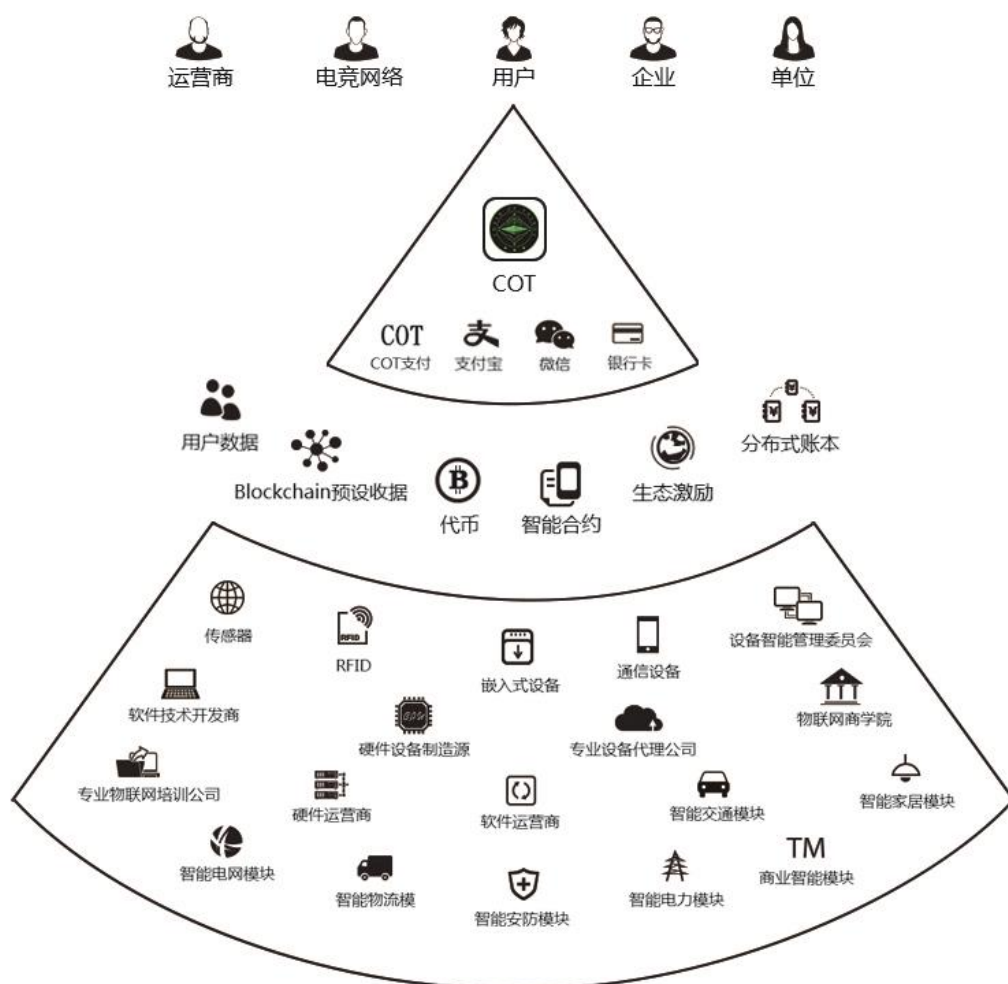 运营商
电竞网络
用户
企业
单位
COT
COT
COT支付
支付宝
微信
银行卡
用户数据
Blockchain预设收据
代币
智能合约
生态激励
分布式账本
传感器
RFID
RFID
嵌入式设备
通信设备
设备智能管理委员会
软件技术开发商
硬件设备制造源
专业设备代理公司
物联网商学院
专业物联网培训公司
硬件运营商
软件运营商
智能交通模块
智能家居模块
智能电网模块
智能物流模
智能安防模块
智能电力模块
TM
商业智能模块